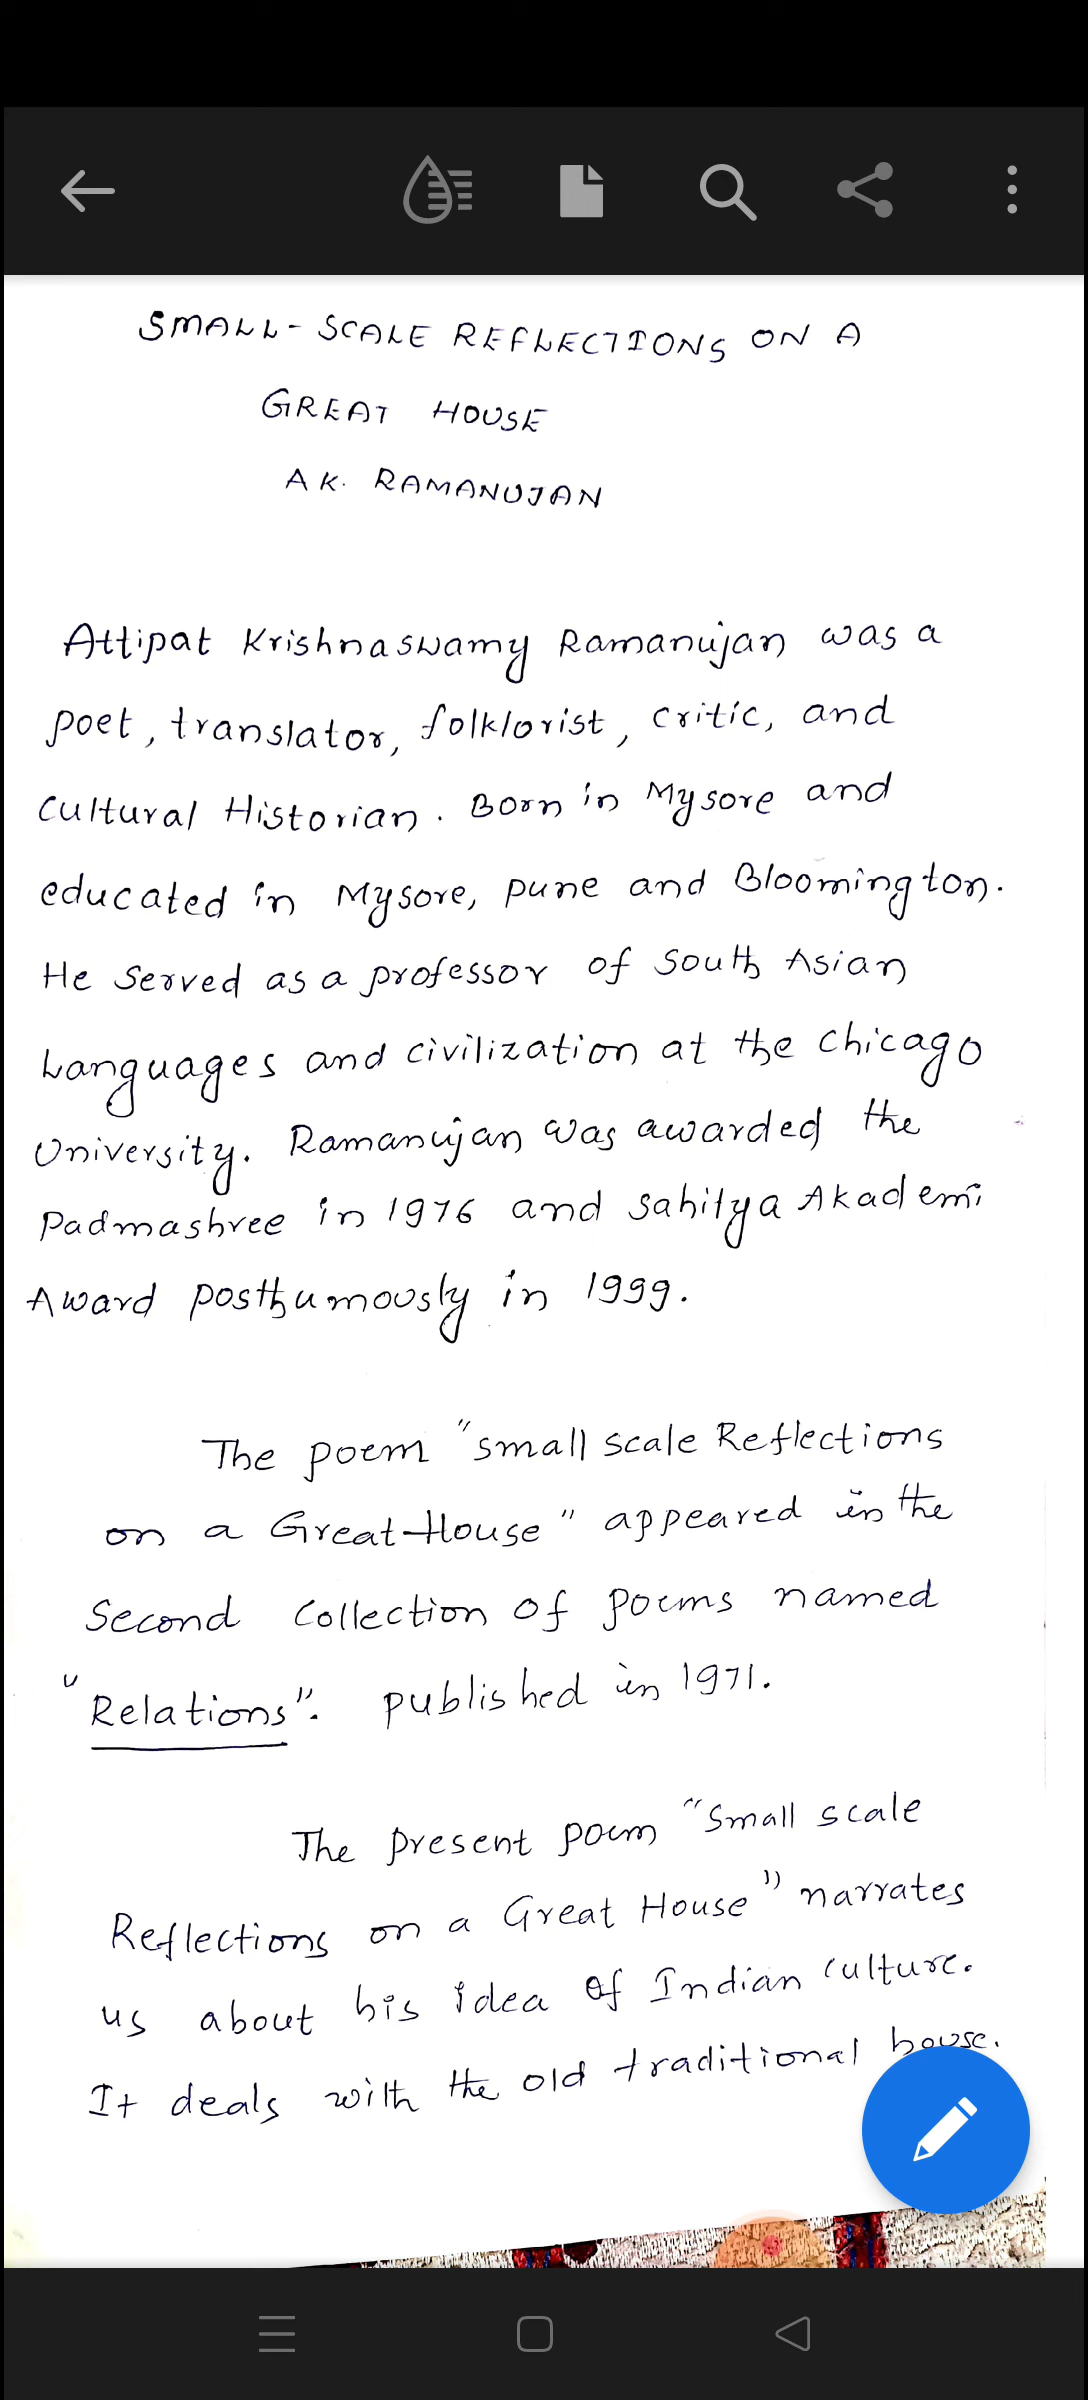 SMALL-SCALE REFLECTIONS ON A
GREAT HOUSE
A K. RAMANUJAN
Attipat Krishnaswamy Ramanujan was a
poet, translator, folklorist, critic, and
Cultural Historian. Born in Mysore and
educated in Mysore, pune and Bloomington.
He Served as a professor of South Asian
Languages and civilization at the chicago
University. Ramanujan was awarded the
Padmashree in 1976 and sahitya Akademi
Award posthumously in 1999.
The poem "small scale Reflections
on a Great House" appeared in the
Second Collection of poems named
"Relations". published in 1971.
The present poem "Small scale
Reflections on a Great House" narrates
us about his idea of Indian culture.
It deals with the old traditional house.